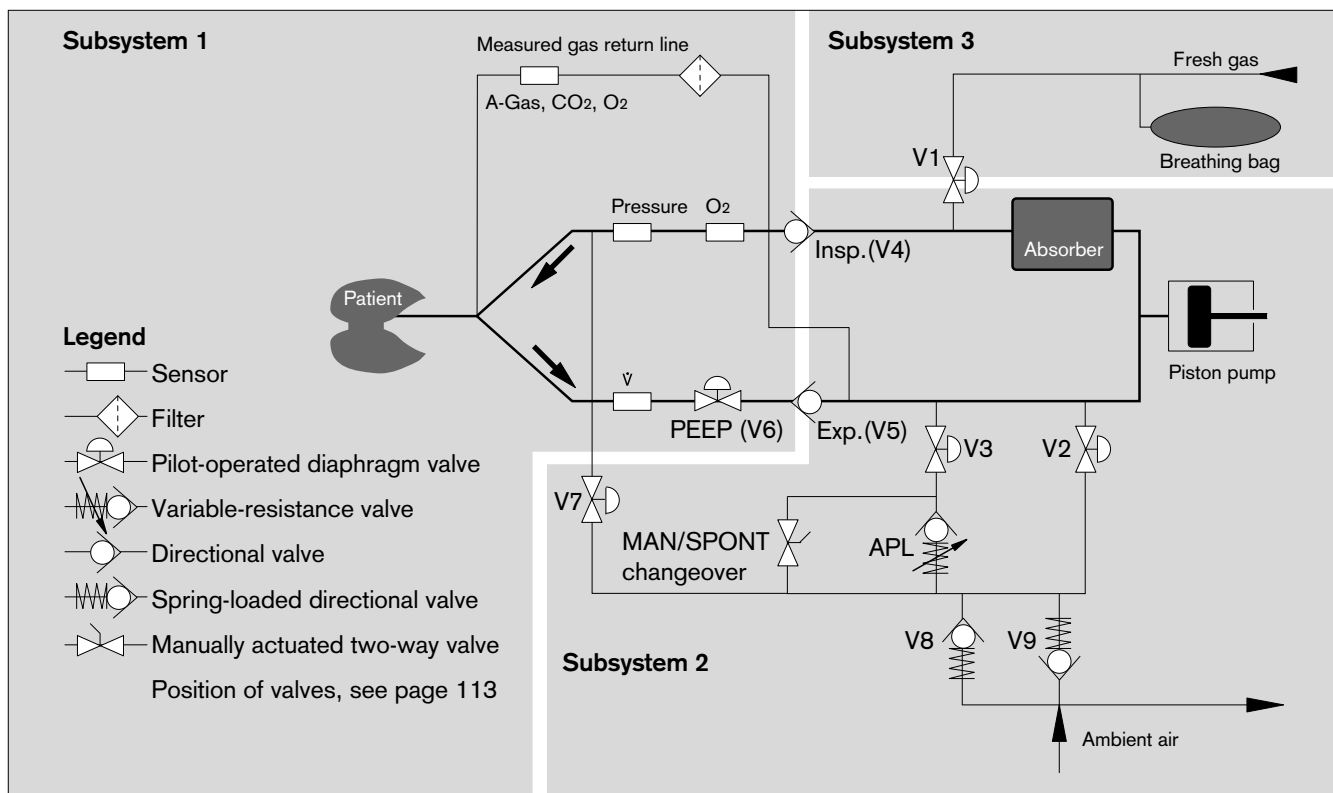 Subsystem 1
Measured gas return line
A-Gas, CO2, O2
Subsystem 3
Fresh gas
Breathing bag
V1
Pressure
O2
Insp.(V4)
Absorber
Patient
Piston pump
Legend
Sensor
Filter
Pilot-operated diaphragm valve
Variable-resistance valve
Directional valve
Spring-loaded directional valve
Manually actuated two-way valve
Position of valves, see page 113
V̇
PEEP (V6)
Exp.(V5)
V3
V2
V7
MAN/SPONT
changeover
APL
V8
V9
Subsystem 2
Ambient air